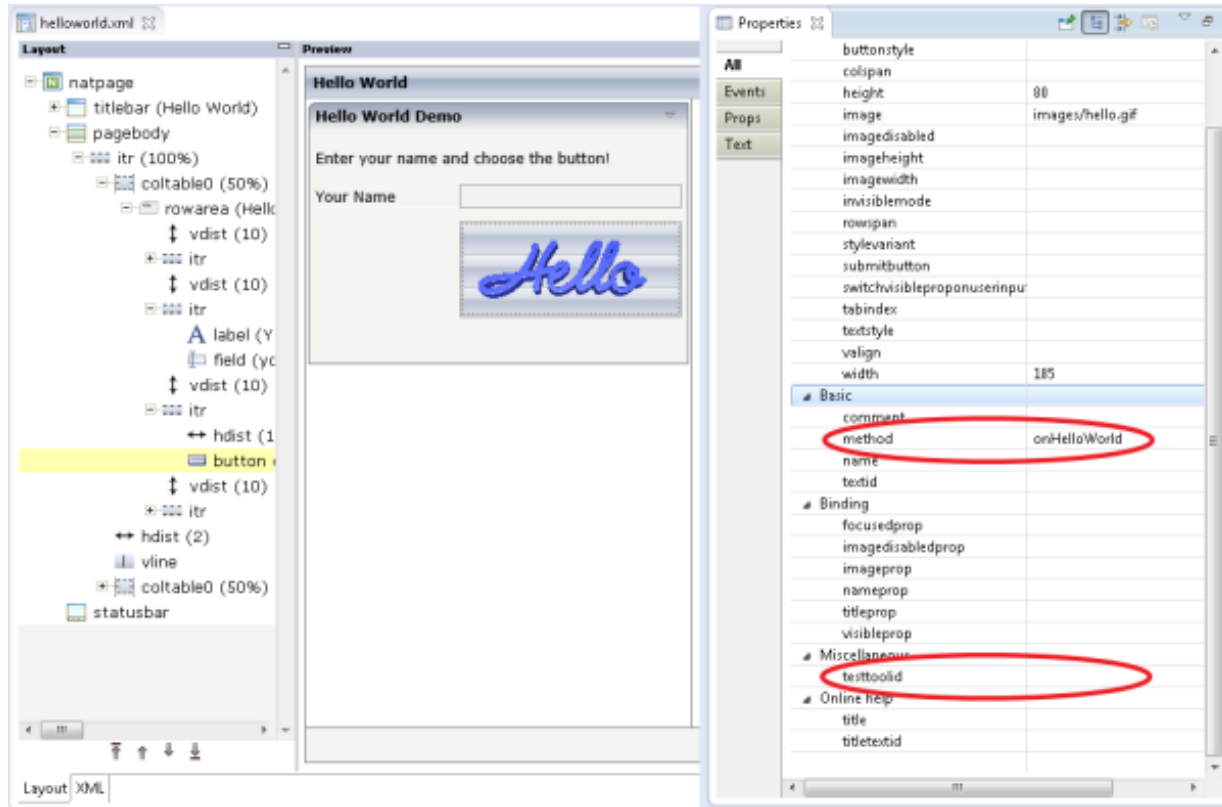 helloworld.xml
Layout
natpage
titlebar (Hello World)
pagebody
itr (100%)
coltable0 (50%)
rowarea (Hello
vdist (10)
itr
vdist (10)
itr
label (Y
field (yo
vdist (10)
itr
hdist (1
button
vdist (10)
itr
hdist (2)
vline
coltable0 (50%)
statusbar
Layout
XML
Preview
Hello World
Hello World Demo
Enter your name and choose the button!
Your Name
Hello
Properties
All
Events
Props
Text
buttonstyle
colspan
height 80
image images/hello.gif
imagedisabled
imageheight
imagewidth
invisiblemode
rowspan
stylevariant
submitbutton
switchvisibleproponuserinput
tabindex
textstyle
valign
width 185
Basic
comment
method onHelloWorld
name
textid
Binding
focusedprop
imagedisabledprop
imageprop
nameprop
titleprop
visibleprop
Miscellaneous
testtoolid
Online help
title
titletextid